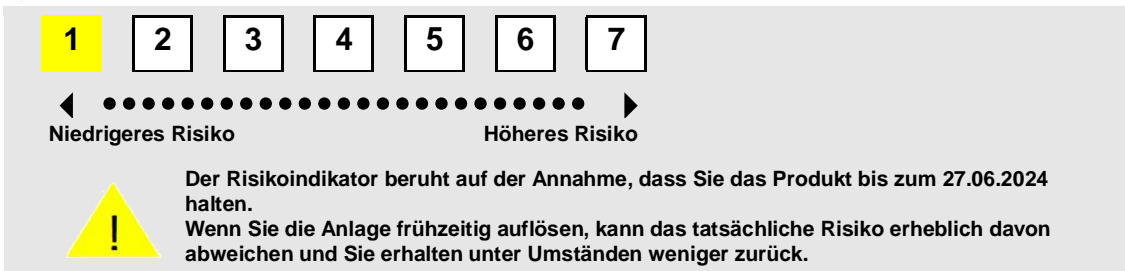 1 2 3 4 5 6 7
Niedrigeres Risiko Höheres Risiko
Der Risikoindikator beruht auf der Annahme, dass Sie das Produkt bis zum 27.06.2024
halten.
Wenn Sie die Anlage frühzeitig auflösen, kann das tatsächliche Risiko erheblich davon
abweichen und Sie erhalten unter Umständen weniger zurück.
!